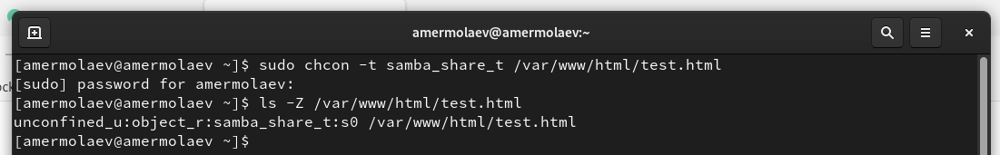 amermolaev@amermolaev:~
[amermolaev@amermolaev ~]$ sudo chcon -t samba_share_t /var/www/html/test.html
[sudo] password for amermolaev:
[amermolaev@amermolaev ~]$ ls -Z /var/www/html/test.html
unconfined_u:object_r:samba_share_t:s0 /var/www/html/test.html
[amermolaev@amermolaev ~]$